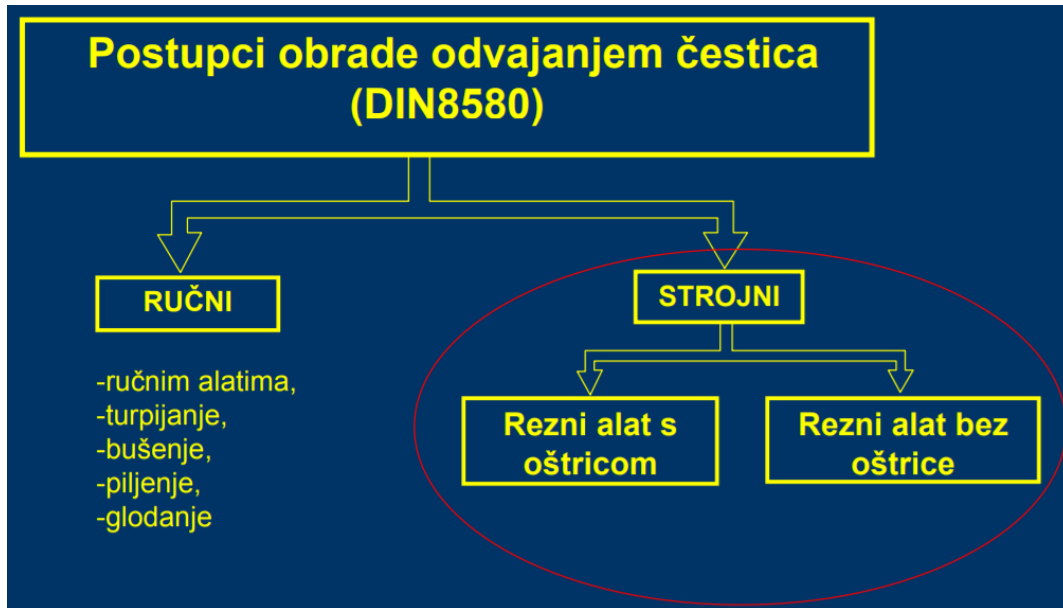 Postupci obrade odvajanjem čestica
(DIN8580)
RUČNI
-ručnim alatima,
-turpijanje,
-bušenje,
-piljenje,
-glodanje
STROJNI
Rezni alat s
oštricom
Rezni alat bez
oštrice